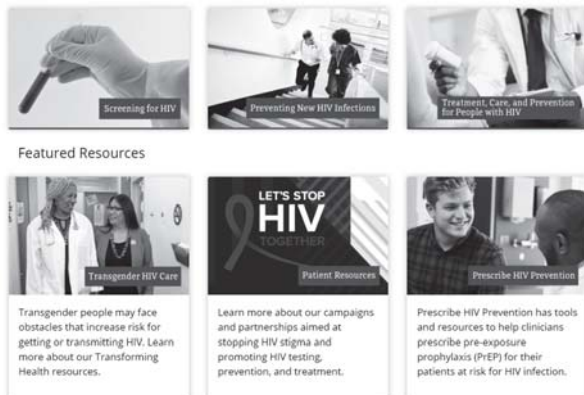 Screening for HIV
Preventing New HIV Infections
Treatment, Care, and Prevention
for People with HIV
Featured Resources
Transgender HIV Care
LET'S STOP
HIV
TOGETHER
Patient Resources
Prescribe HIV Prevention
Transgender people may face
obstacles that increase risk for
getting or transmitting HIV. Learn
more about our Transforming
Health resources.
Learn more about our campaigns
and partnerships aimed at
stopping HIV stigma and
promoting HIV testing,
prevention, and treatment.
Prescribe HIV Prevention has tools
and resources to help clinicians
prescribe pre-exposure
prophylaxis (PrEP) for their
patients at risk for HIV infection.